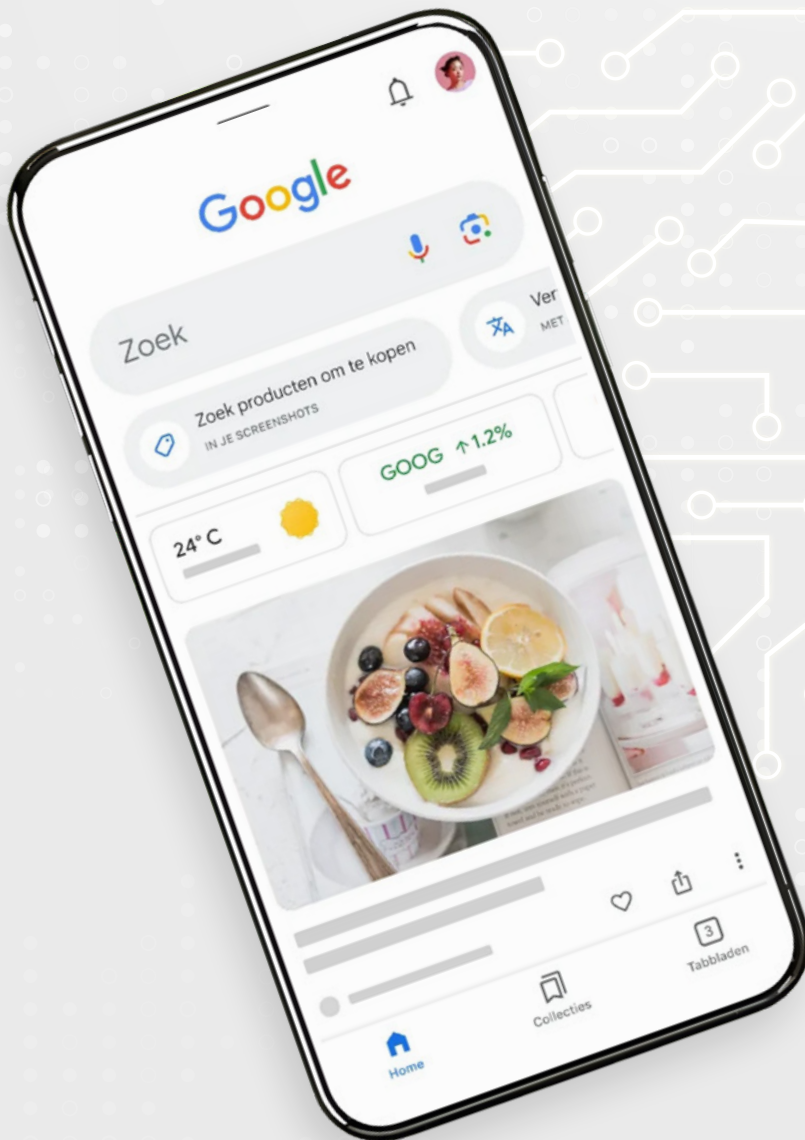 Google
Zoek
Zoek producten om te kopen
IN JE SCREENSHOTS
Ver
MET
24° C
GOOG ↑1.2%
3
Home
Collecties
Tabbladen